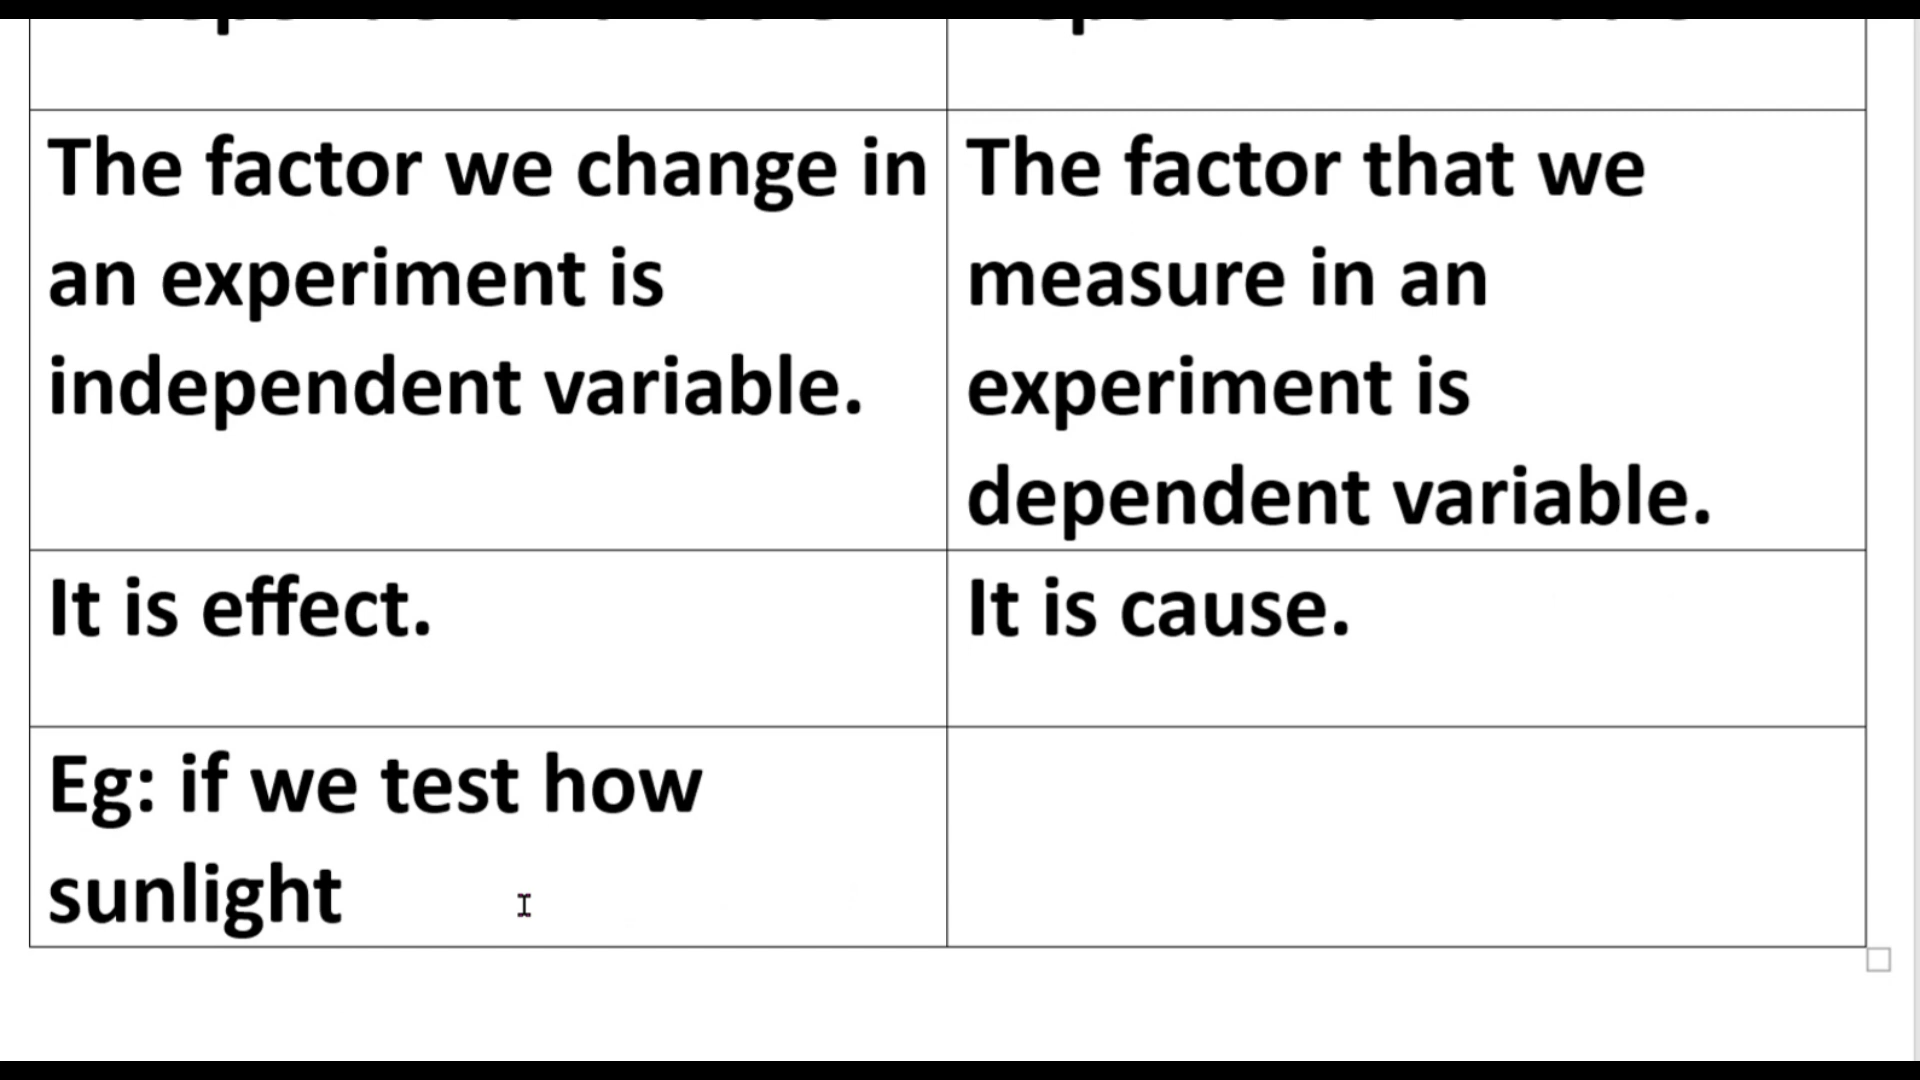 The factor we change in
an experiment is
independent variable.
The factor that we
measure in an
experiment is
dependent variable.
It is effect.
It is cause.
Eg: if we test how
sunlight